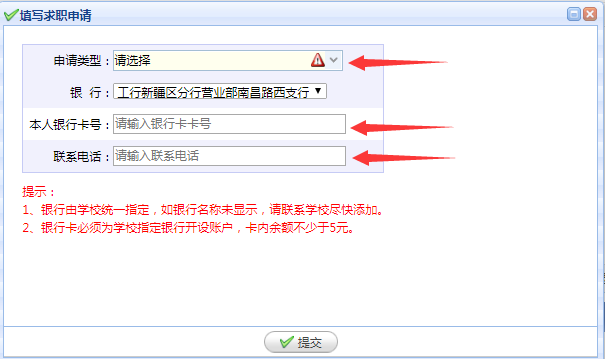 填写求职申请
申请类型：请选择
银 行：工行新疆区分行营业部南昌路西支行
本人银行卡号：请输入银行卡卡号
联系电话：请输入联系电话
提示：
1、银行由学校统一指定，如银行名称未显示，请联系学校尽快添加。
2、银行卡必须为学校指定银行开设账户，卡内余额不少于5元。
提交